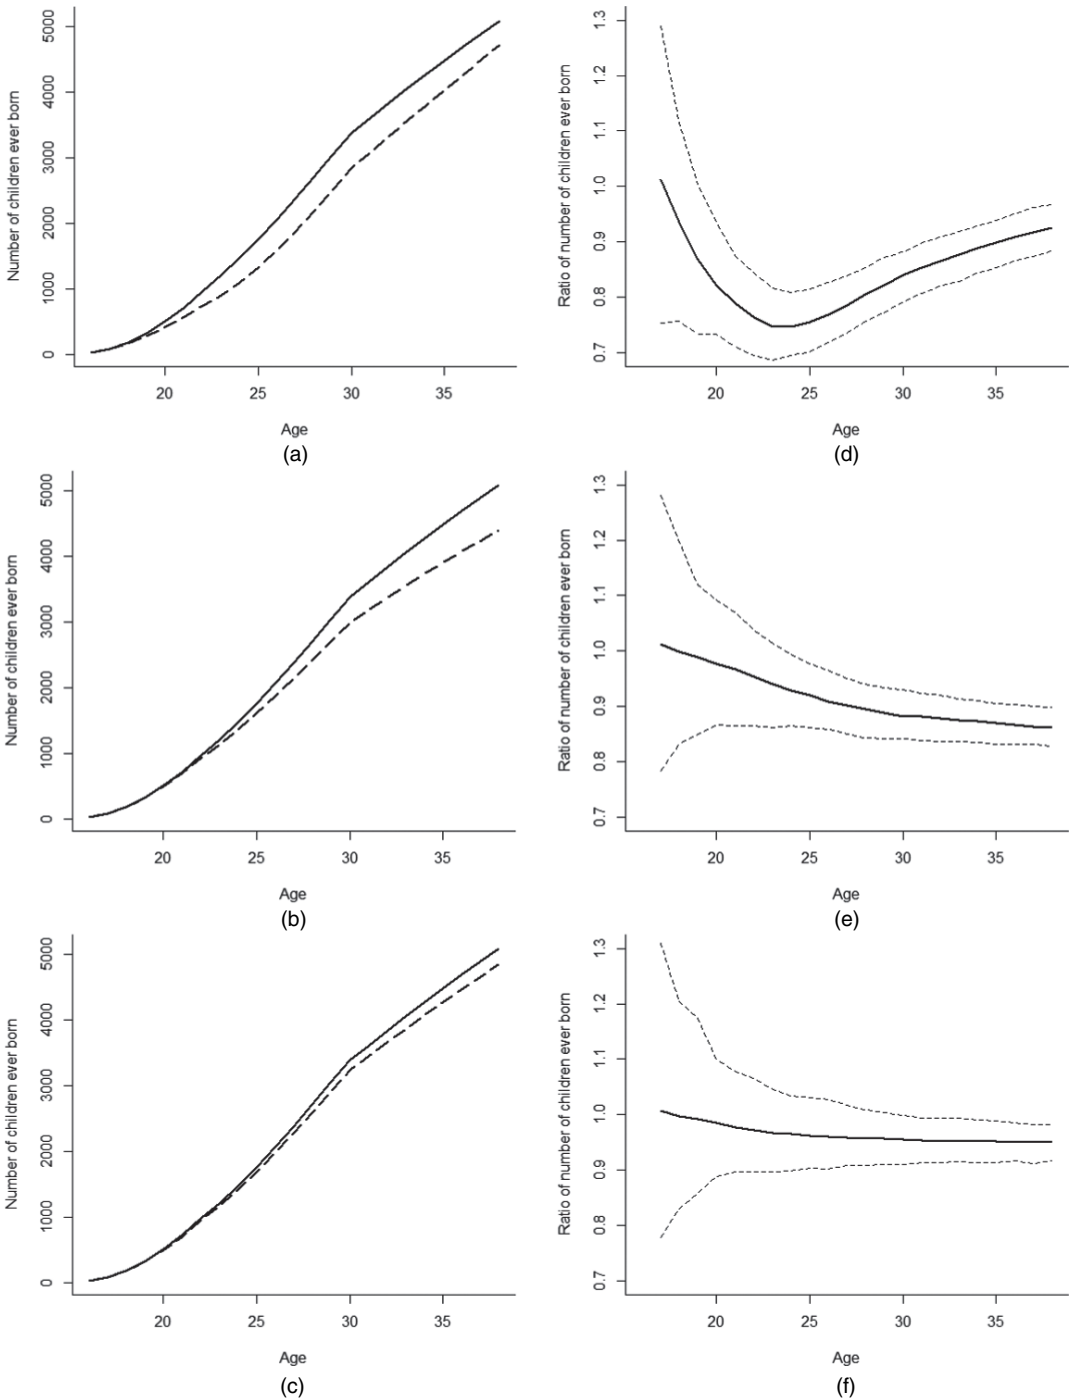 Number of children ever born
0 1000 2000 3000 4000 5000
20 25 30 35
Age
(a)
Ratio of number of children ever born
0.7 0.8 0.9 1.0 1.1 1.2 1.3
20 25 30 35
Age
(d)
Number of children ever born
0 1000 2000 3000 4000 5000
20 25 30 35
Age
(b)
Ratio of number of children ever born
0.7 0.8 0.9 1.0 1.1 1.2 1.3
20 25 30 35
Age
(e)
Number of children ever born
0 1000 2000 3000 4000 5000
20 25 30 35
Age
(c)
Ratio of number of children ever born
0.7 0.8 0.9 1.0 1.1 1.2 1.3
20 25 30 35
Age
(f)